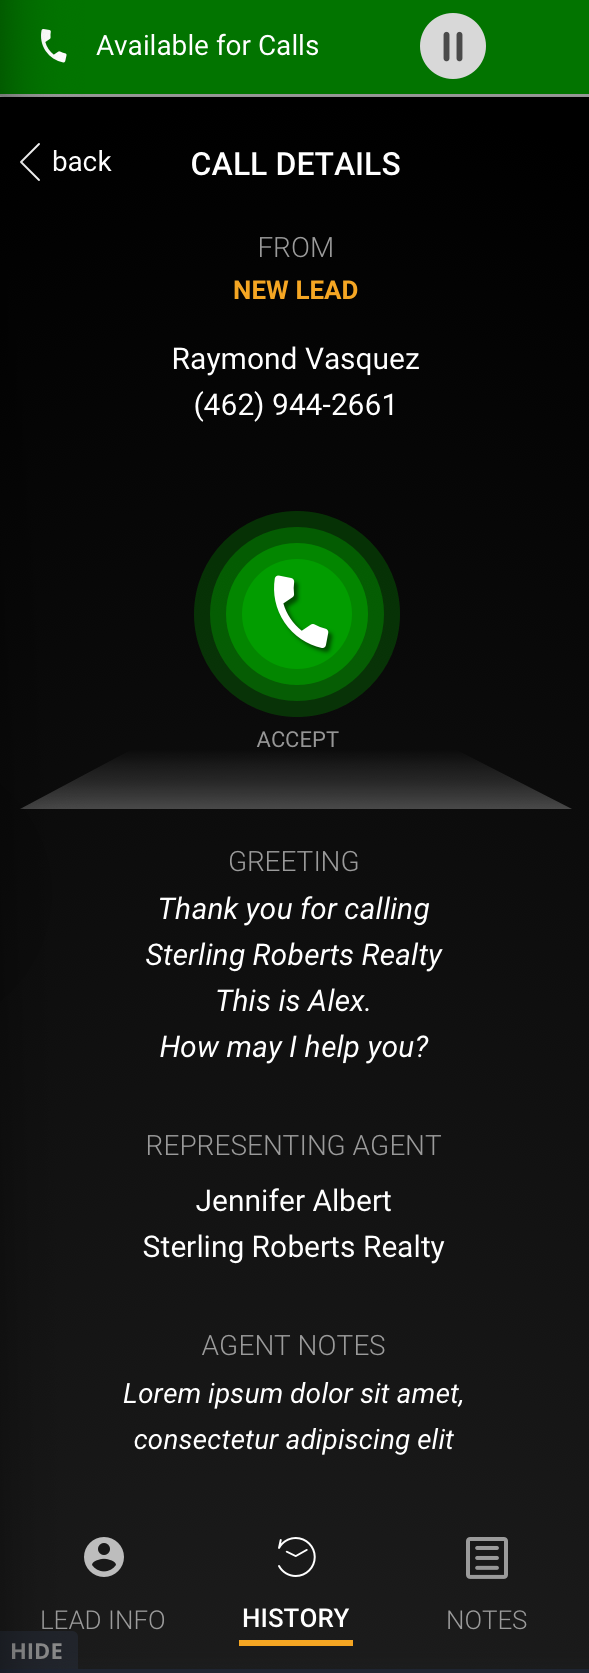 Available for Calls
back
CALL DETAILS
FROM
NEW LEAD
Raymond Vasquez
(462) 944-2661
ACCEPT
GREETING
Thank you for calling
Sterling Roberts Realty
This is Alex.
How may I help you?
REPRESENTING AGENT
Jennifer Albert
Sterling Roberts Realty
AGENT NOTES
Lorem ipsum dolor sit amet,
consectetur adipiscing elit
LEAD INFO
HISTORY
NOTES
HIDE